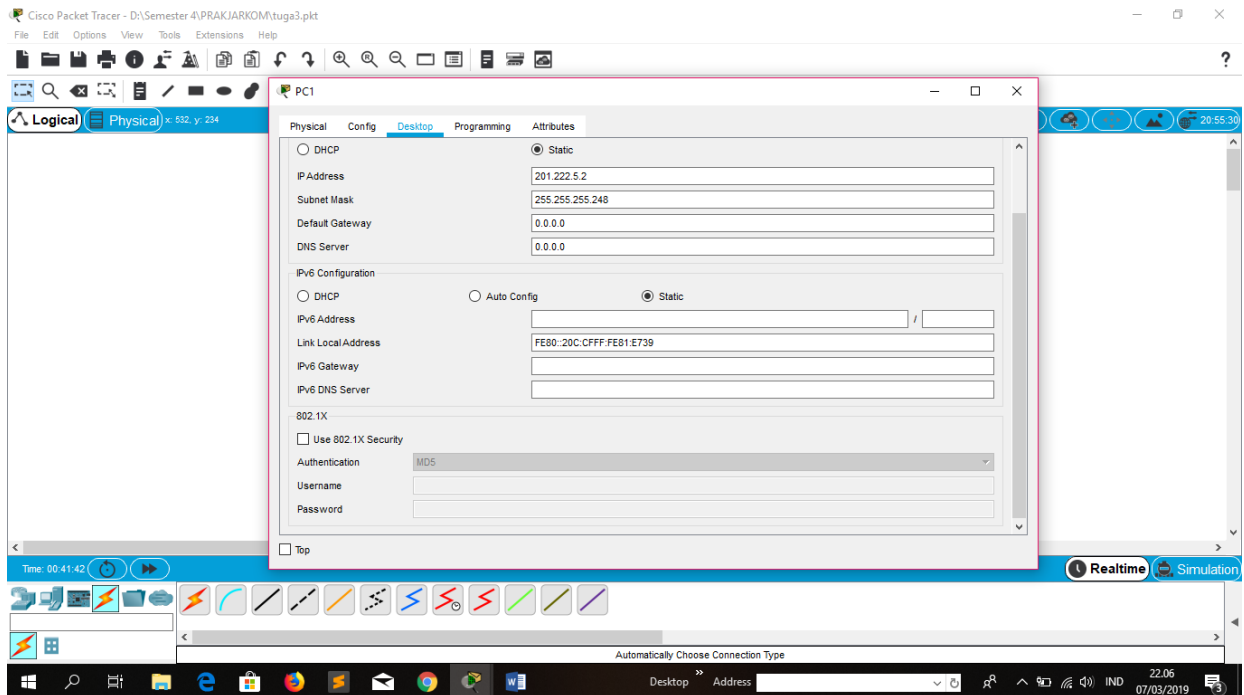 Cisco Packet Tracer - D:\Semester 4\PRAKJARKOM\tuga3.pkt
File Edit Options View Tools Extensions Help
?
PC1
Logical Physical x: 532, y: 234
20:55:30
Physical Config Desktop Programming Attributes
DHCP Static
IP Address 201.222.5.2
Subnet Mask 255.255.255.248
Default Gateway 0.0.0.0
DNS Server 0.0.0.0
IPv6 Configuration
DHCP Auto Config Static
IPv6 Address /
Link Local Address FE80::20C:CFFF:FE81:E739
IPv6 Gateway
IPv6 DNS Server
802.1X
Use 802.1X Security
Authentication MD5
Username
Password
Top
Time: 00:41:42 Realtime Simulation
Automatically Choose Connection Type
Desktop » Address IND 22.06
07/03/2019 3